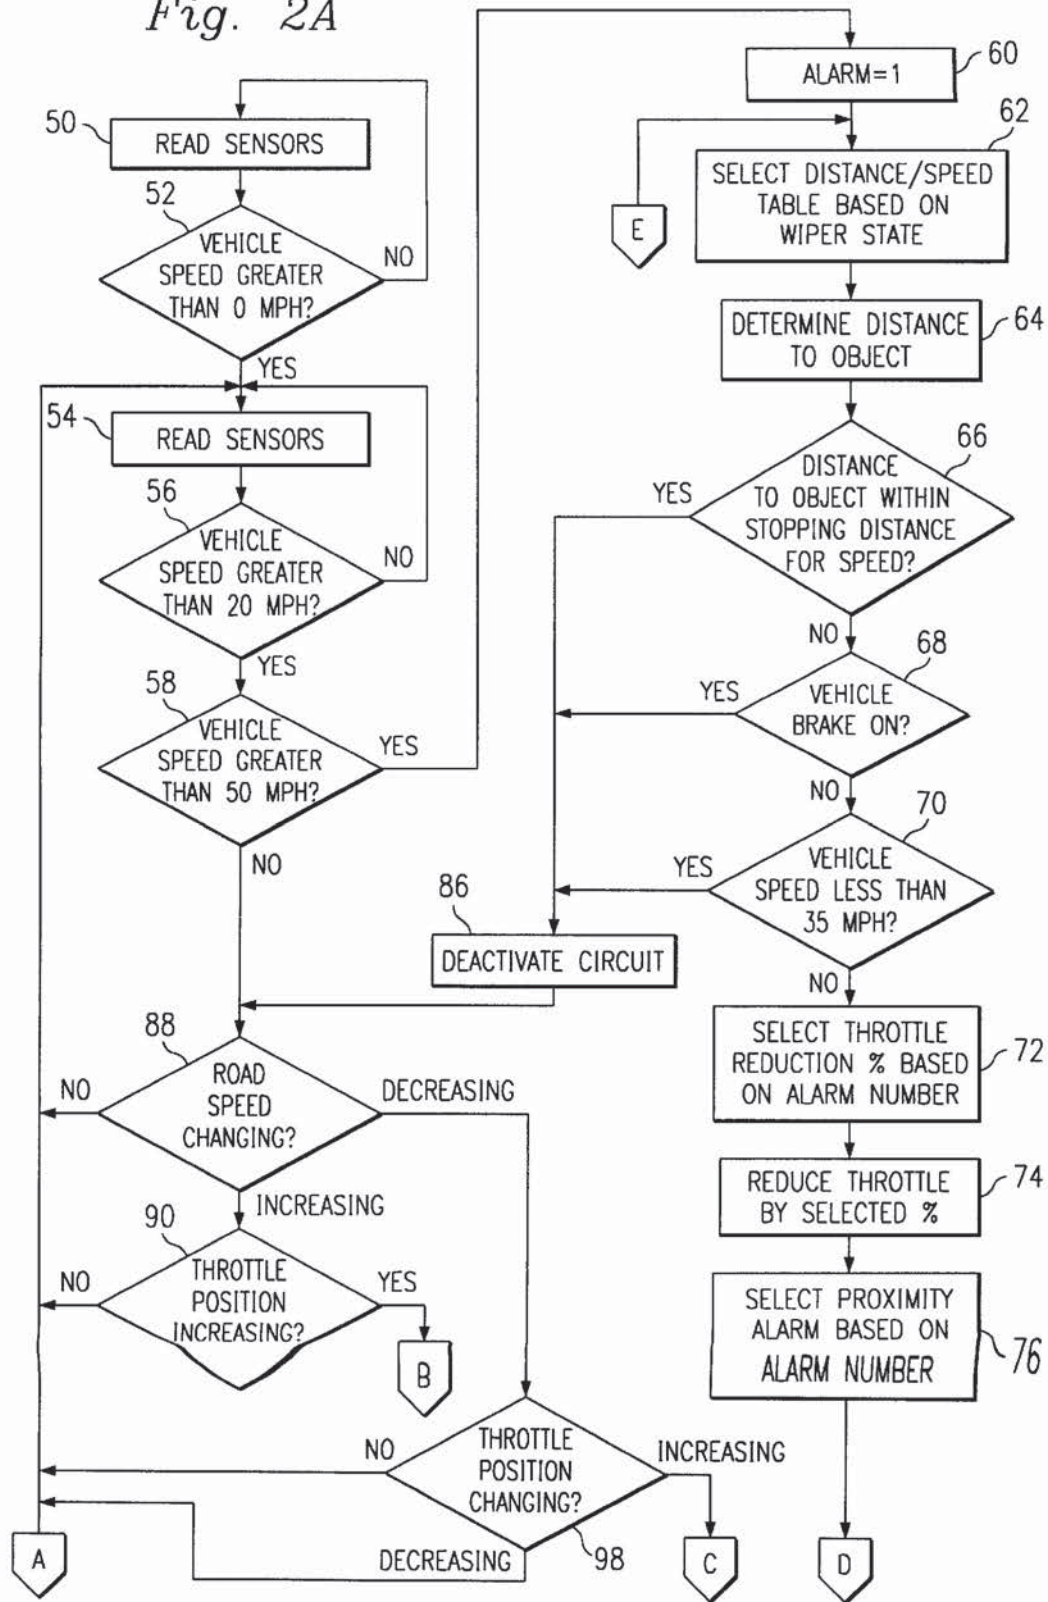 Fig. 2A
50
READ SENSORS
52
VEHICLE
SPEED GREATER
THAN 0 MPH?
NO
YES
54
READ SENSORS
56
VEHICLE
SPEED GREATER
THAN 20 MPH?
NO
YES
58
VEHICLE
SPEED GREATER
THAN 50 MPH?
YES
NO
60
ALARM=1
62
SELECT DISTANCE/SPEED
TABLE BASED ON
WIPER STATE
E
DETERMINE DISTANCE
TO OBJECT
64
66
DISTANCE
TO OBJECT WITHIN
STOPPING DISTANCE
FOR SPEED?
YES
NO
68
VEHICLE
BRAKE ON?
YES
NO
70
VEHICLE
SPEED LESS THAN
35 MPH?
YES
NO
86
DEACTIVATE CIRCUIT
SELECT THROTTLE
REDUCTION % BASED
ON ALARM NUMBER
72
REDUCE THROTTLE
BY SELECTED %
74
SELECT PROXIMITY
ALARM BASED ON
ALARM NUMBER
76
88
ROAD
SPEED
CHANGING?
NO
DECREASING
INCREASING
90
THROTTLE
POSITION
INCREASING?
NO
YES
B
THROTTLE
POSITION
CHANGING?
NO
INCREASING
98
DECREASING
A
C
D